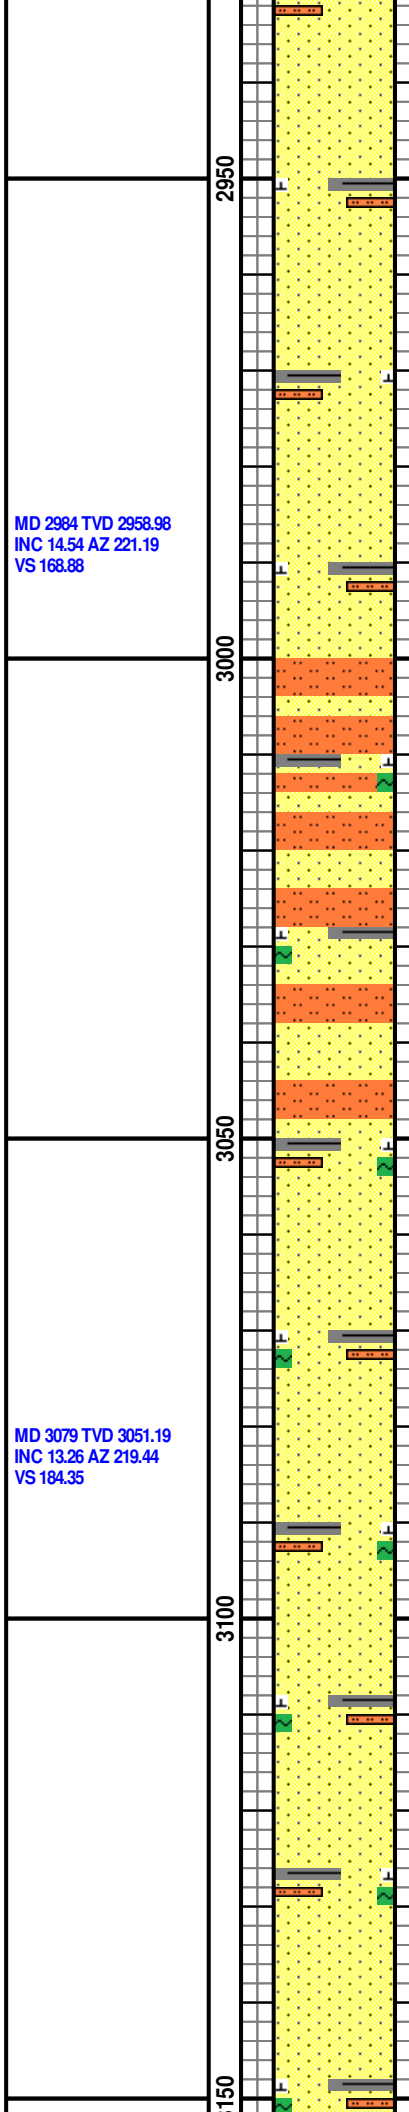 2950
MD 2984 TVD 2958.98
INC 14.54 AZ 221.19
VS 168.88
3000
3050
MD 3079 TVD 3051.19
INC 13.26 AZ 219.44
VS 184.35
3100
150